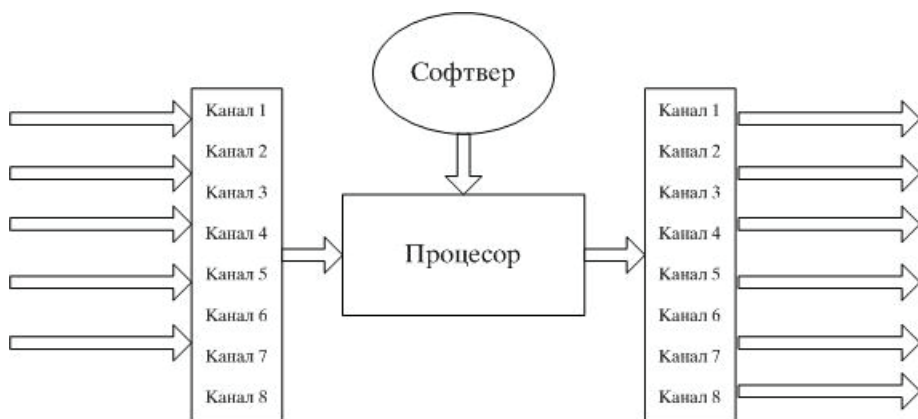 Софтвер
Канал 1
Канал 2
Канал 3
Канал 4
Канал 5
Канал 6
Канал 7
Канал 8
Процесор
Канал 1
Канал 2
Канал 3
Канал 4
Канал 5
Канал 6
Канал 7
Канал 8